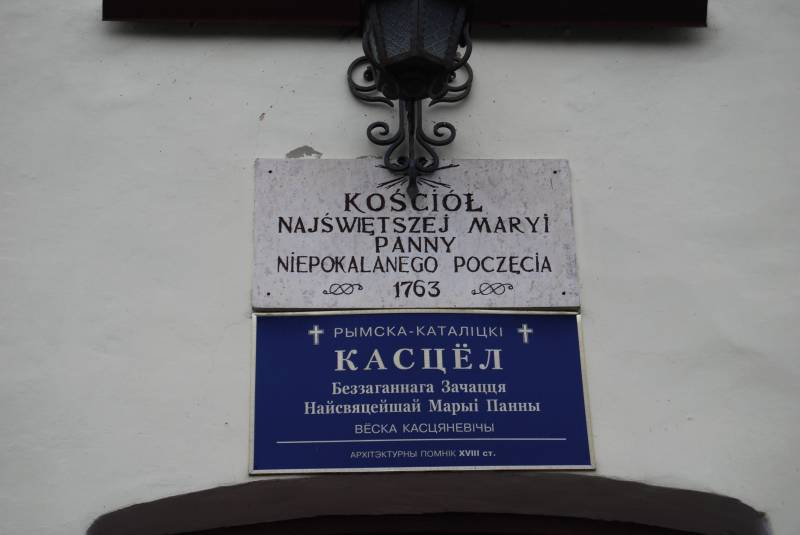 KOŚCIÓŁ
NAJŚWIĘTSZEJ MARYI
PANNY
NIEPOKALANEGO POCZĘCIA
1763
РЫМСКА-КАТАЛІЦКІ
КАСЦЁЛ
Беззаганнага Зачацця
Найсвяцейшай Марыі Панны
ВЁСКА КАСЦЯНЕВІЧЫ
АРХІТЭКТУРНЫ ПОМНІК XVIII ст.